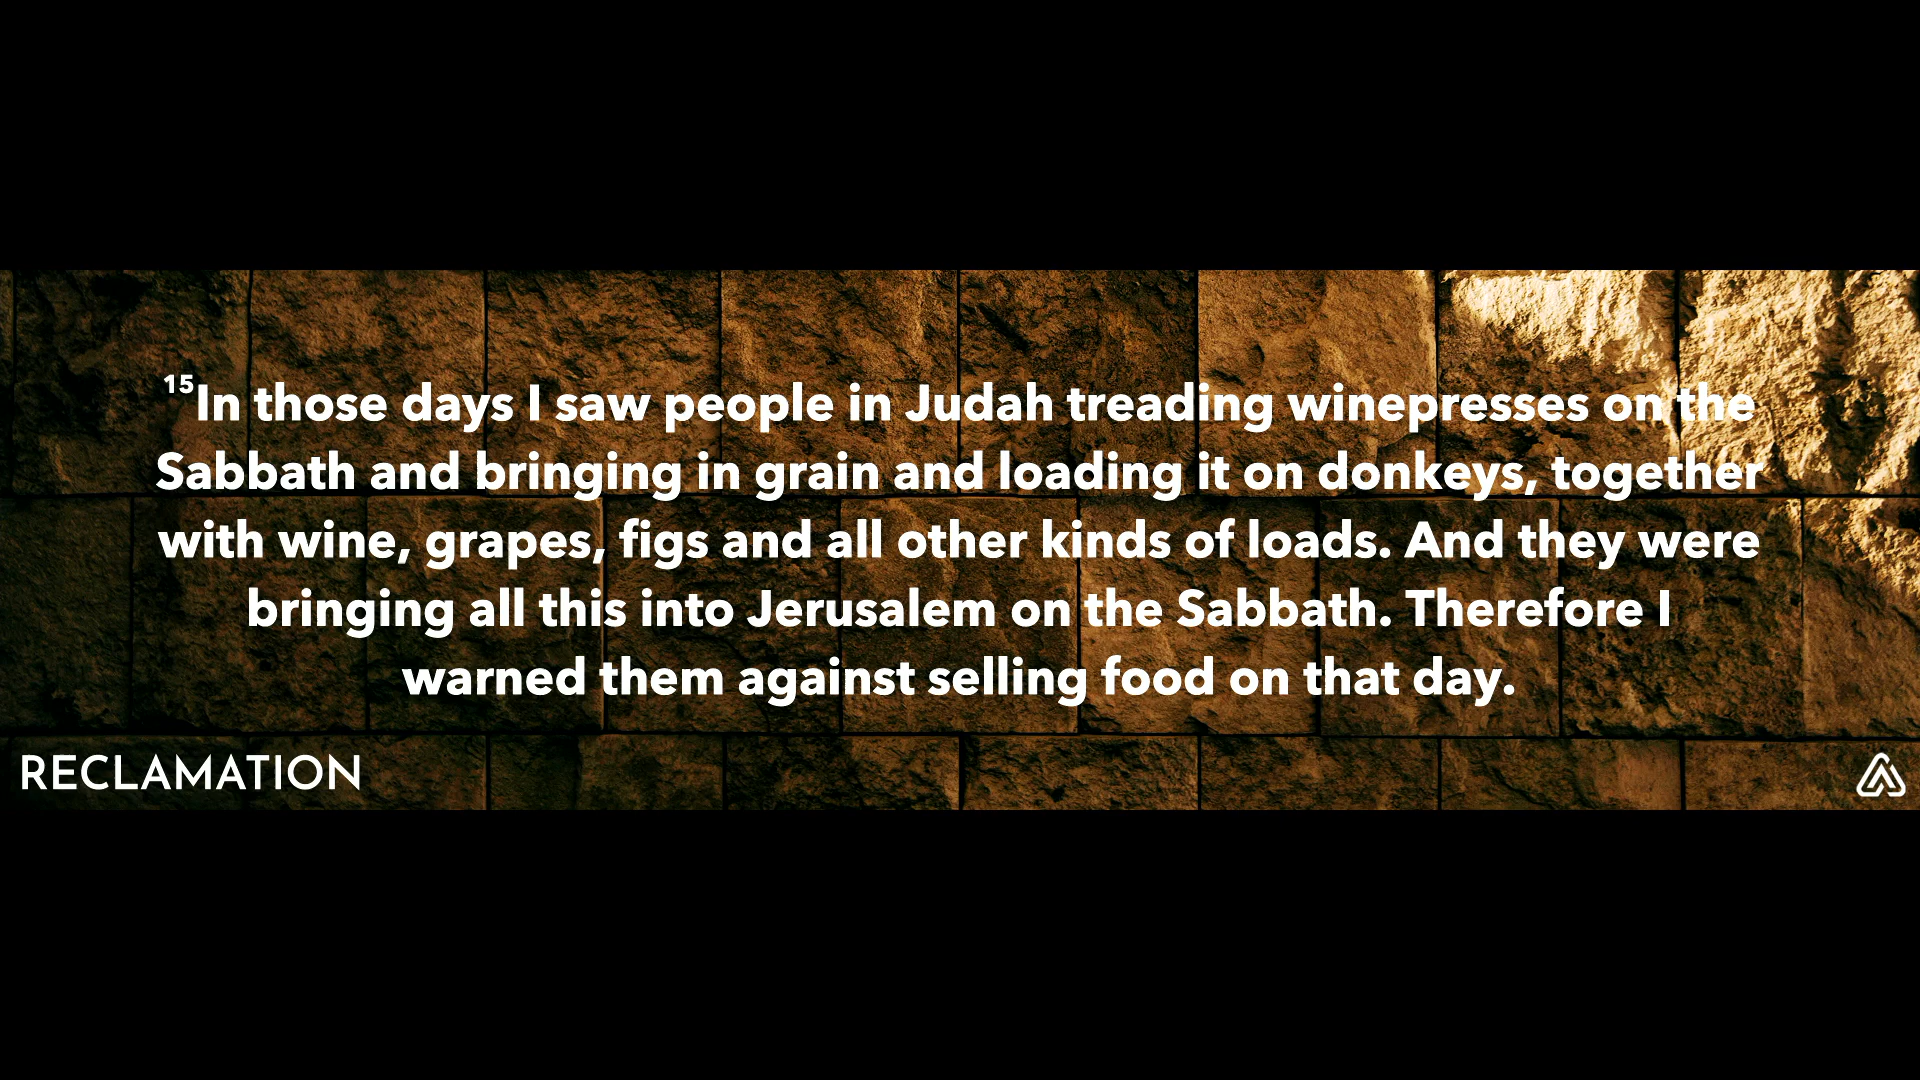 ¹⁵In those days I saw people in Judah treading winepresses on the
Sabbath and bringing in grain and loading it on donkeys, together
with wine, grapes, figs and all other kinds of loads. And they were
bringing all this into Jerusalem on the Sabbath. Therefore I
warned them against selling food on that day.
RECLAMATION